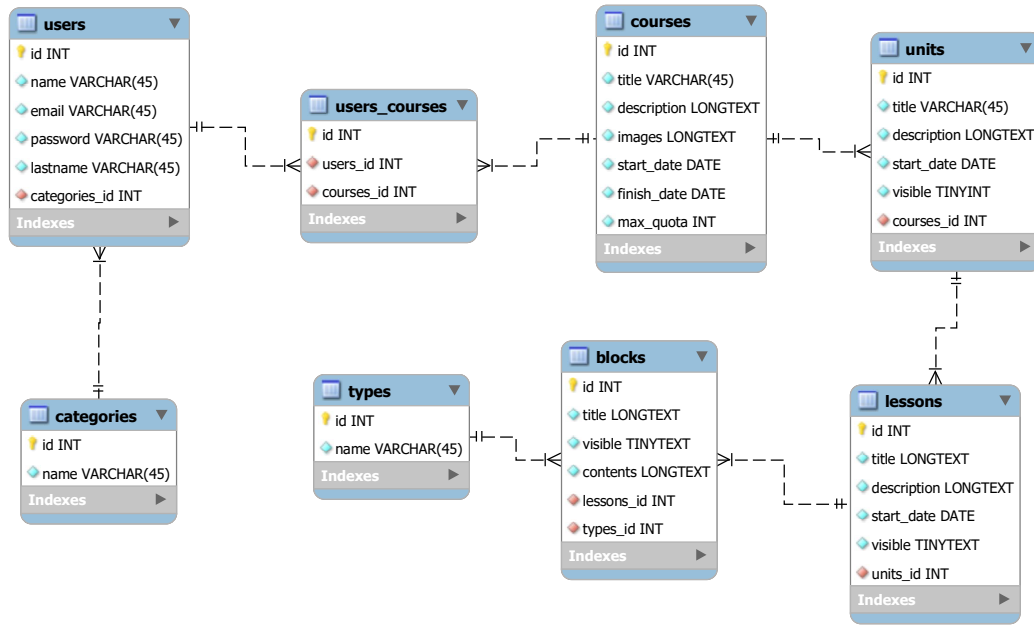 users
id INT
name VARCHAR(45)
email VARCHAR(45)
password VARCHAR(45)
lastname VARCHAR(45)
categories_id INT
Indexes
users_courses
id INT
users_id INT
courses_id INT
Indexes
courses
id INT
title VARCHAR(45)
description LONGTEXT
images LONGTEXT
start_date DATE
finish_date DATE
max_quota INT
Indexes
units
id INT
title VARCHAR(45)
description LONGTEXT
start_date DATE
visible TINYINT
courses_id INT
Indexes
categories
id INT
name VARCHAR(45)
Indexes
types
id INT
name VARCHAR(45)
Indexes
blocks
id INT
title LONGTEXT
visible TINYTEXT
contents LONGTEXT
lessons_id INT
types_id INT
Indexes
lessons
id INT
title LONGTEXT
description LONGTEXT
start_date DATE
visible TINYTEXT
units_id INT
Indexes